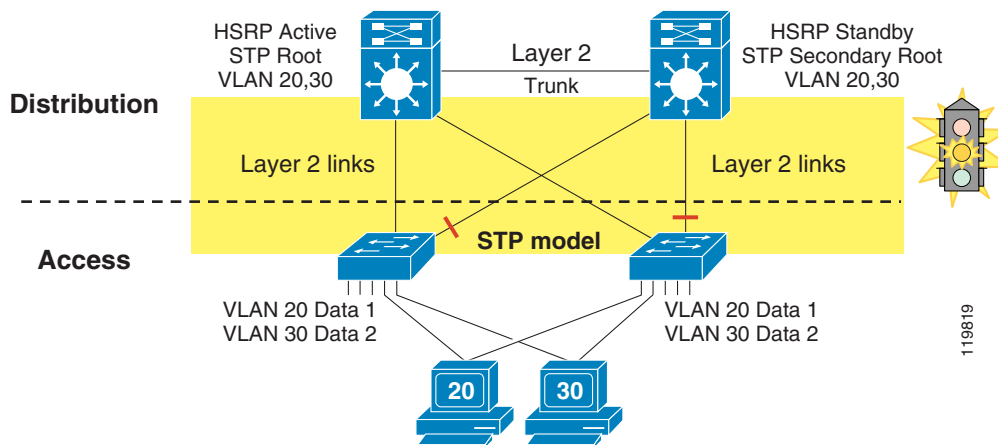 HSRP Active
STP Root
VLAN 20,30
Layer 2
Trunk
HSRP Standby
STP Secondary Root
VLAN 20,30
Distribution
Layer 2 links
Layer 2 links
STP model
Access
VLAN 20 Data 1
VLAN 30 Data 2
VLAN 20 Data 1
VLAN 30 Data 2
119819
20
30